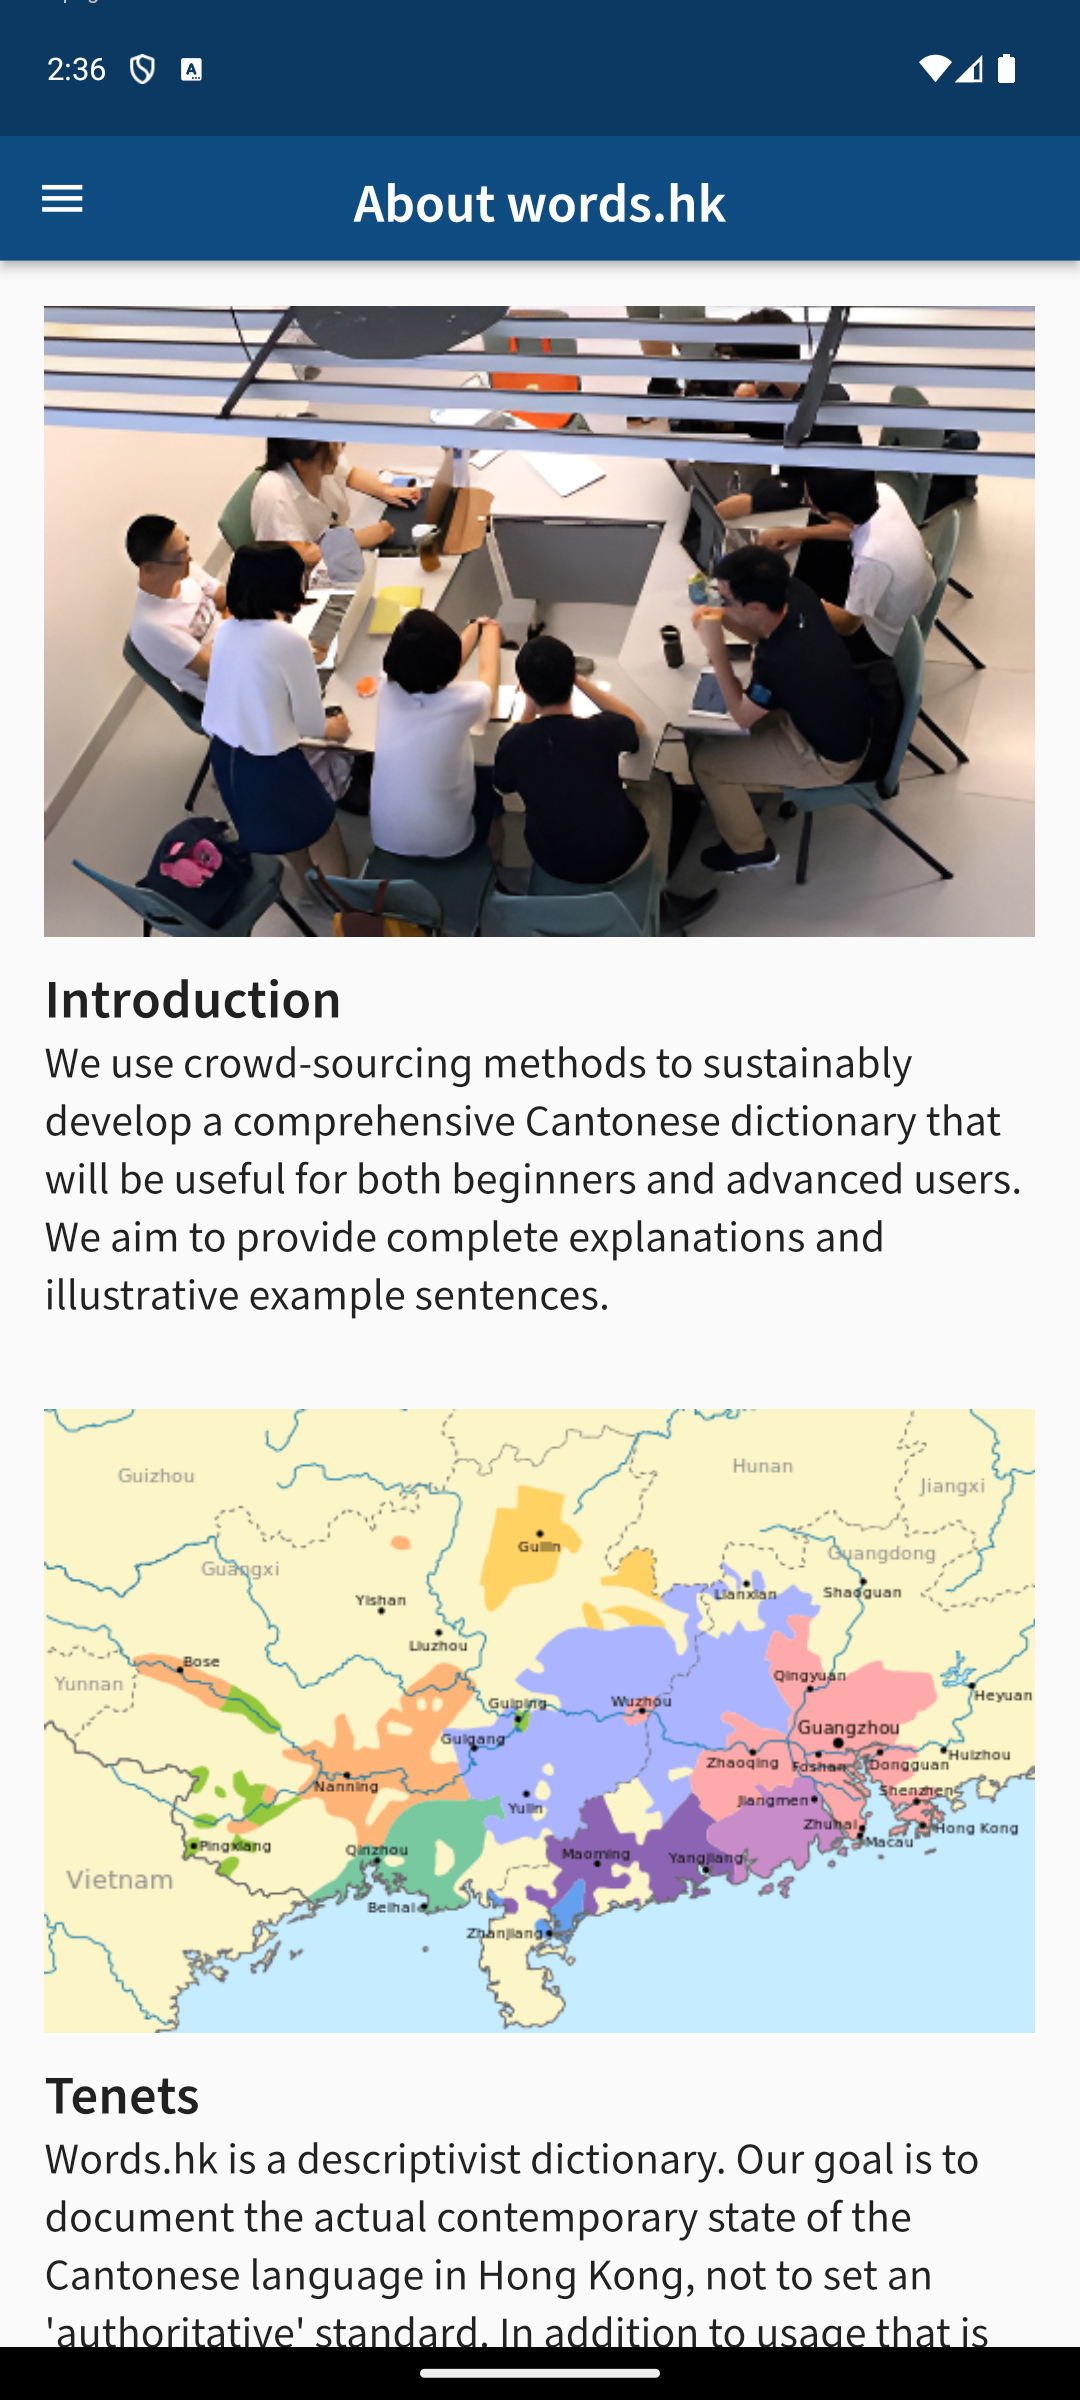 2:36
About words.hk
Introduction
We use crowd-sourcing methods to sustainably
develop a comprehensive Cantonese dictionary that
will be useful for both beginners and advanced users.
We aim to provide complete explanations and
illustrative example sentences.
Guizhou
Hunan
Jiangxi
Guilin
Guangdong
Guangxi
Shaoguan
Lianxian
Yishan
Liuzhou
Bose
Yunnan
Qingyuan
Heyuan
Guiping
Wuzhou
Guangzhou
Guigang
Huizhou
Zhaoqing
Foshan
Dongguan
Nanning
Shenzhen
Yulin
Jiangmen
Zhuhai
Hong Kong
Macau
Pingxiang
Qinzhou
Maoming
Yangjiang
Vietnam
Beihai
Zhanjiang
Tenets
Words.hk is a descriptivist dictionary. Our goal is to
document the actual contemporary state of the
Cantonese language in Hong Kong, not to set an
'authoritative' standard. In addition to usage that is